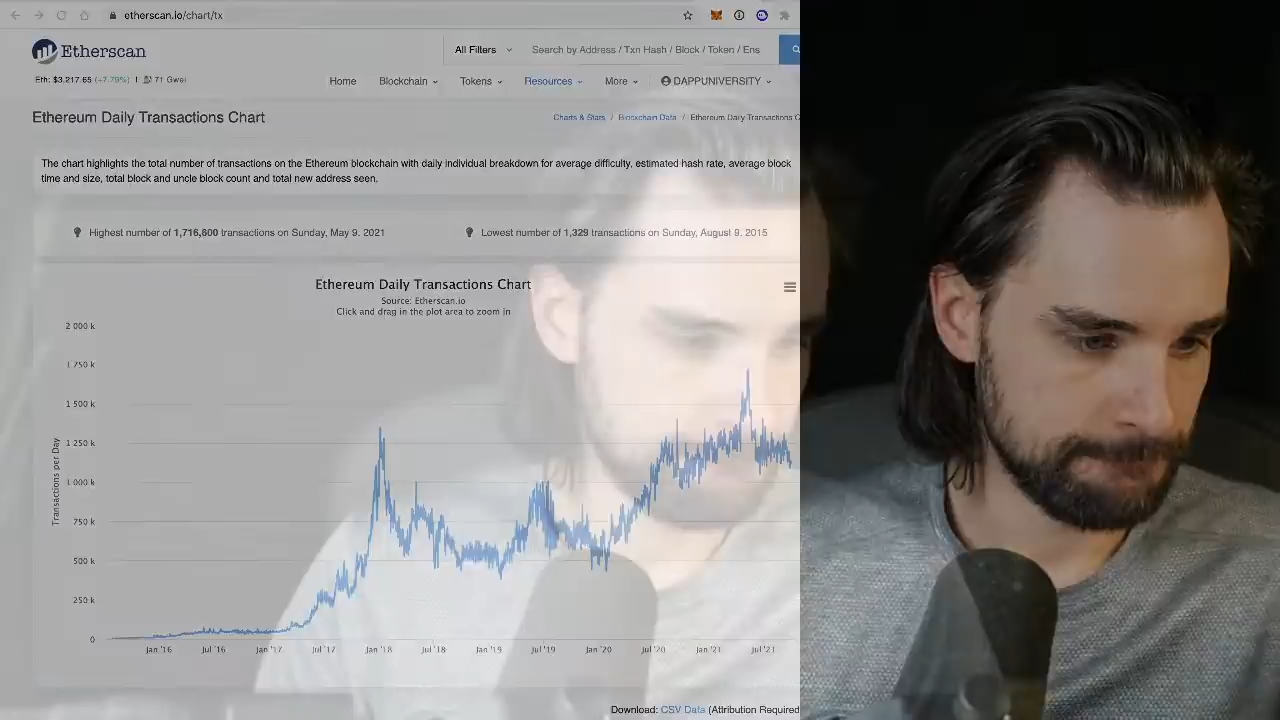 etherscan.io/chart/tx
Etherscan
All Filters
Search by Address / Txn Hash / Block / Token / Ens
Eth: $3,217.65 (+7.79%) | 71 Gwei
Home Blockchain Tokens Resources More DAPPUNIVERSITY
Ethereum Daily Transactions Chart
Charts & Stats / Blockchain Data / Ethereum Daily Transactions C
The chart highlights the total number of transactions on the Ethereum blockchain with daily individual breakdown for average difficulty, estimated hash rate, average block
time and size, total block and uncle block count and total new address seen.
Highest number of 1,716,600 transactions on Sunday, May 9, 2021
Lowest number of 1,329 transactions on Sunday, August 9, 2015
Ethereum Daily Transactions Chart
Source: Etherscan.io
Click and drag in the plot area to zoom in
Transactions per Day
2 000 k
1 750 k
1 500 k
1 250 k
1 000 k
750 k
500 k
250 k
0
Jan '16 Jul '16 Jan '17 Jul '17 Jan '18 Jul '18 Jan '19 Jul '19 Jan '20 Jul '20 Jan '21 Jul '21
Download: CSV Data (Attribution Required